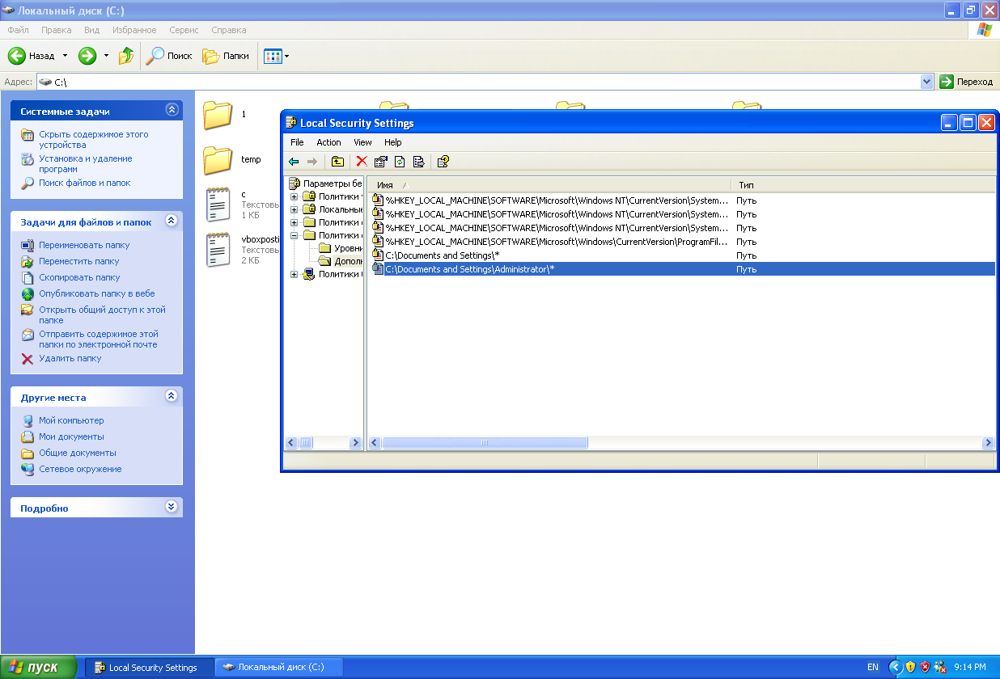 Локальный диск (C:)
Файл Правка Вид Избранное Сервис Справка
Назад Поиск Папки
Адрес: C:\ Переход
Системные задачи
Скрыть содержимое этого
устройства
Установка и удаление
программ
Поиск файлов и папок
Задачи для файлов и папок
Переименовать папку
Переместить папку
Скопировать папку
Опубликовать папку в вебе
Открыть общий доступ к этой
папке
Отправить содержимое этой
папки по электронной почте
Удалить папку
Другие места
Мой компьютер
Мои документы
Общие документы
Сетевое окружение
Подробно
1
temp
c
Текстовь
1 КБ
vboxposti
Текстовь
2 КБ
Local Security Settings
File Action View Help
Параметры бе
Политики
Локальные
Политики
Политики
Уровни
Допол
Политики
Имя Тип
%HKEY_LOCAL_MACHINE\SOFTWARE\Microsoft\Windows NT\CurrentVersion\System... Путь
%HKEY_LOCAL_MACHINE\SOFTWARE\Microsoft\Windows NT\CurrentVersion\System... Путь
%HKEY_LOCAL_MACHINE\SOFTWARE\Microsoft\Windows NT\CurrentVersion\System... Путь
%HKEY_LOCAL_MACHINE\SOFTWARE\Microsoft\Windows\CurrentVersion\ProgramFil... Путь
C:\Documents and Settings\* Путь
C:\Documents and Settings\Administrator\* Путь
пуск Local Security Settings Локальный диск (C:) EN 9:14 PM